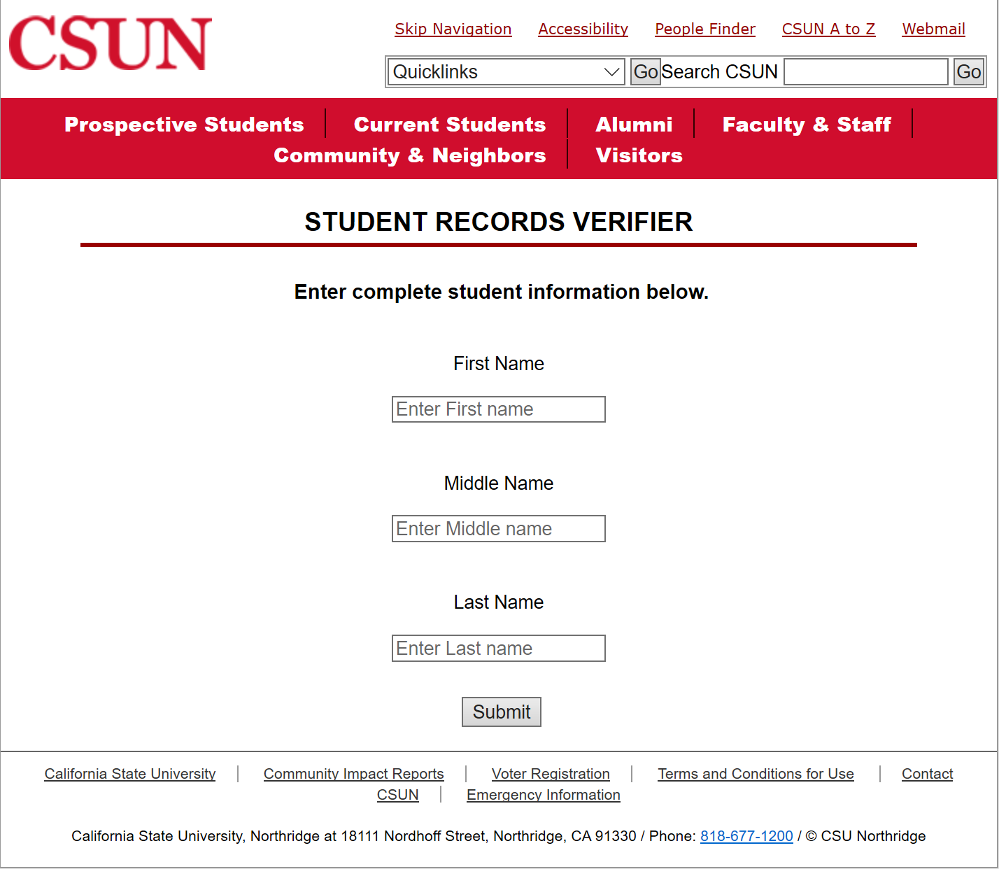 CSUN
Skip Navigation Accessibility People Finder CSUN A to Z Webmail
Quicklinks Go Search CSUN Go
Prospective Students Current Students Alumni Faculty & Staff
Community & Neighbors Visitors
STUDENT RECORDS VERIFIER
Enter complete student information below.
First Name
Enter First name
Middle Name
Enter Middle name
Last Name
Enter Last name
Submit
California State University Community Impact Reports Voter Registration Terms and Conditions for Use Contact
CSUN Emergency Information
California State University, Northridge at 18111 Nordhoff Street, Northridge, CA 91330 / Phone: 818-677-1200 / © CSU Northridge